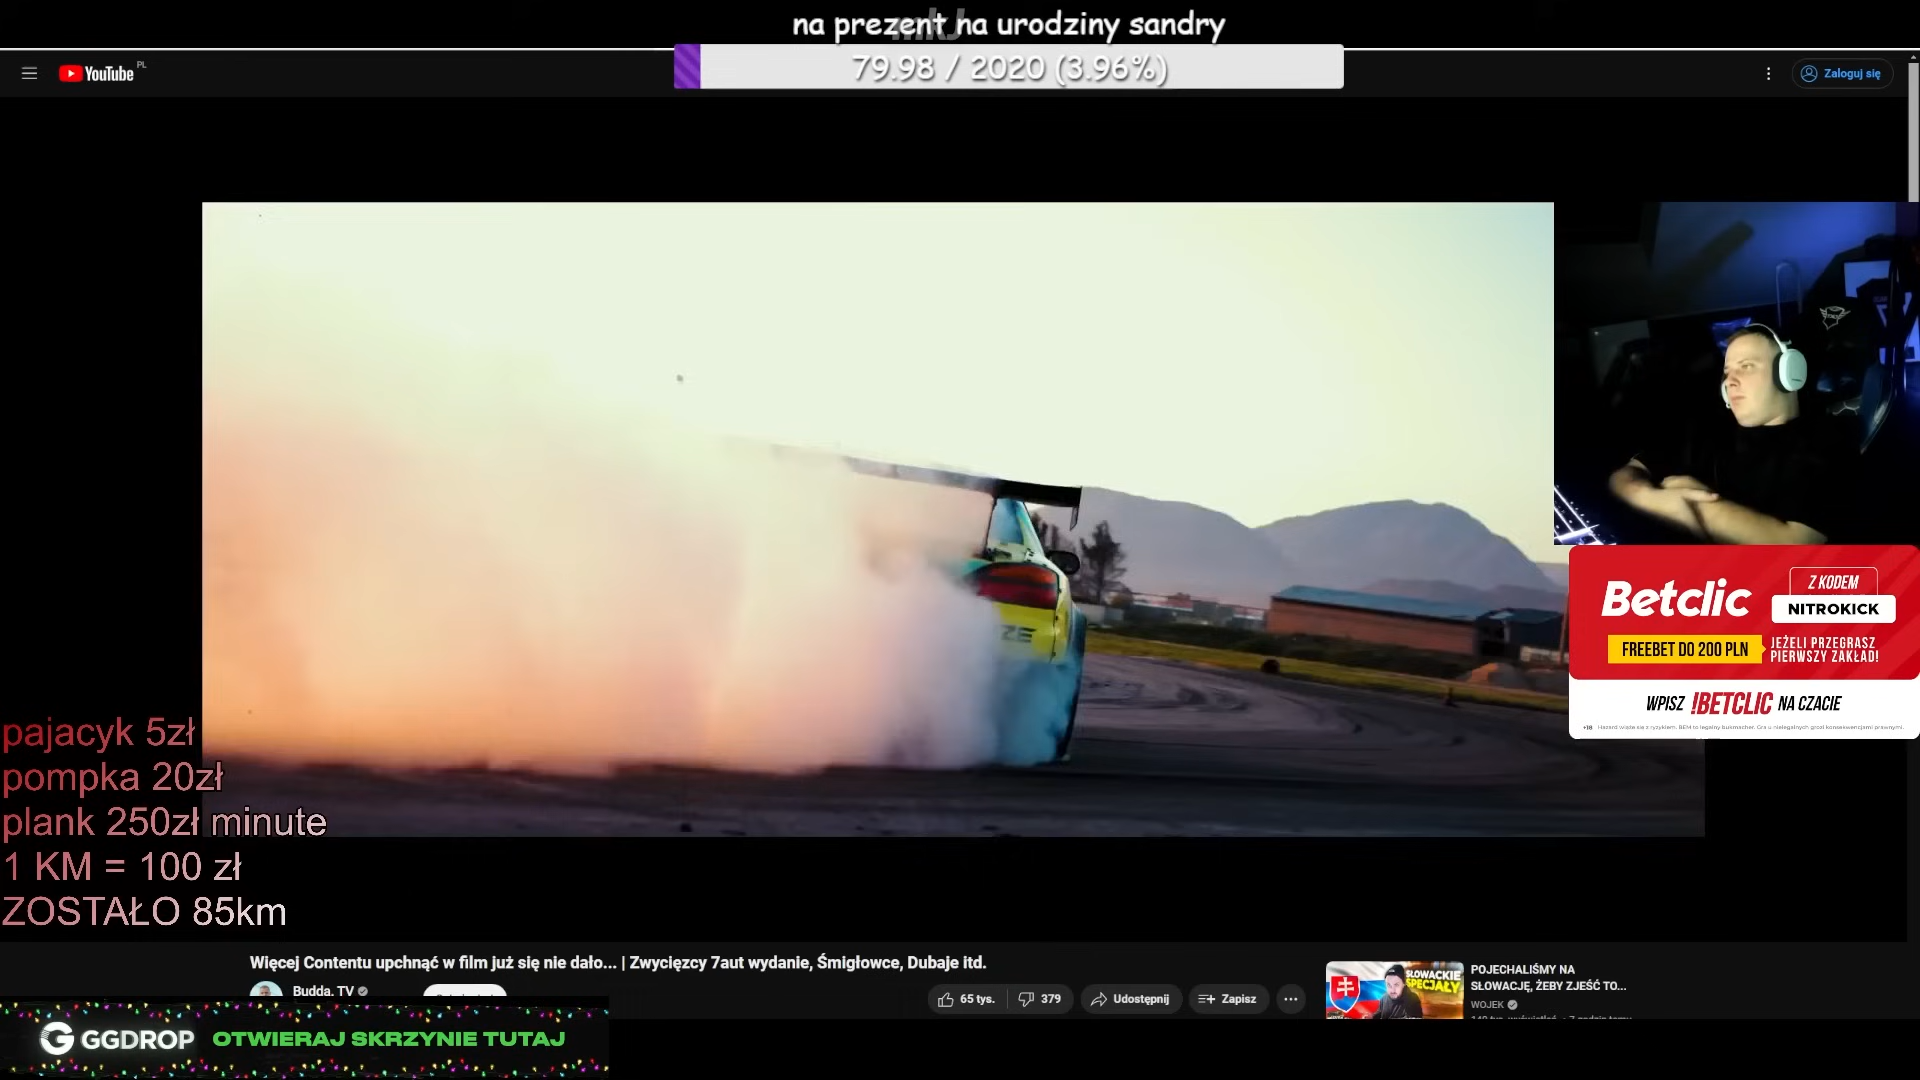 na prezent na urodziny sandry
79.98 / 2020 (3.96%)
YouTube PL
Zaloguj się
Betclic
Z KODEM
NITROKICK
FREEBET DO 200 PLN
JEŻELI PRZEGRASZ
PIERWSZY ZAKŁAD!
WPISZ !BETCLIC NA CZACIE
pajacyk 5zł
pompka 20zł
plank 250zł minute
1 KM = 100 zł
ZOSTAŁO 85km
Więcej Contentu upchnąć w film już się nie dało... | Zwycięzcy 7aut wydanie, Śmigłowce, Dubaje itd.
Budda. TV
65 tys.
379
Udostępnij
Zapisz
SŁOWACKIE
SPECJAŁY
POJECHALIŚMY NA
SŁOWACJĘ, ŻEBY ZJEŚĆ TO...
WOJEK
GGDROP
OTWIERAJ SKRZYNIE TUTAJ